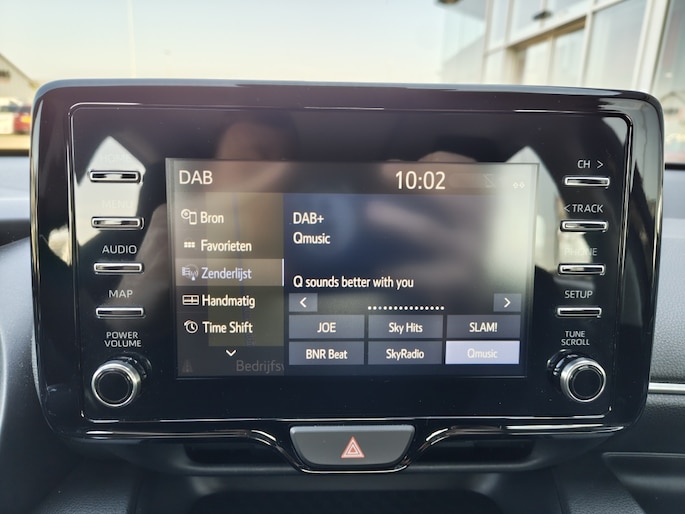 DAB
10:02
CH >
Bron
DAB+
< TRACK
Favorieten
Qmusic
AUDIO
Zenderlijst
Q sounds better with you
MAP
Handmatig
<
>
SETUP
POWER
VOLUME
Time Shift
JOE
Sky Hits
SLAM!
TUNE
SCROLL
BNR Beat
SkyRadio
Qmusic